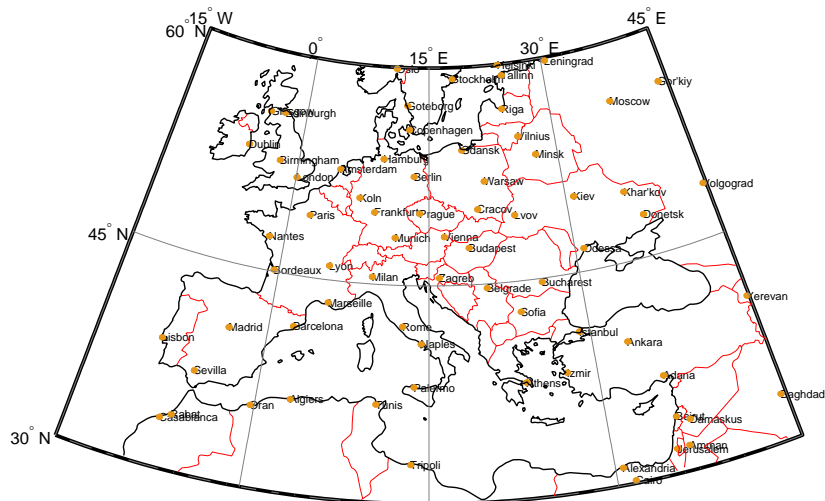 15° W
60° N
0°
15° E
30° E
45° E
45° N
30° N
Oslo
Stockholm
Helsinki
Tallinn
Leningrad
Gor'kiy
Moscow
Glasgow
Edinburgh
Goteborg
Riga
Copenhagen
Vilnius
Minsk
Dublin
Birmingham
London
Amsterdam
Hamburg
Gdansk
Berlin
Warsaw
Volgograd
Koln
Kiev
Khar'kov
Donetsk
Paris
Frankfurt
Prague
Cracov
Lvov
Nantes
Munich
Vienna
Budapest
Odessa
Bordeaux
Lyon
Milan
Zagreb
Belgrade
Bucharest
Yerevan
Marseille
Sofia
Lisbon
Madrid
Barcelona
Rome
Naples
Istanbul
Ankara
Sevilla
Palermo
Athens
Izmir
Adana
Baghdad
Casablanca
Rabat
Oran
Algiers
Tunis
Beirut
Damaskus
Amman
Jerusalem
Tripoli
Alexandria
Cairo